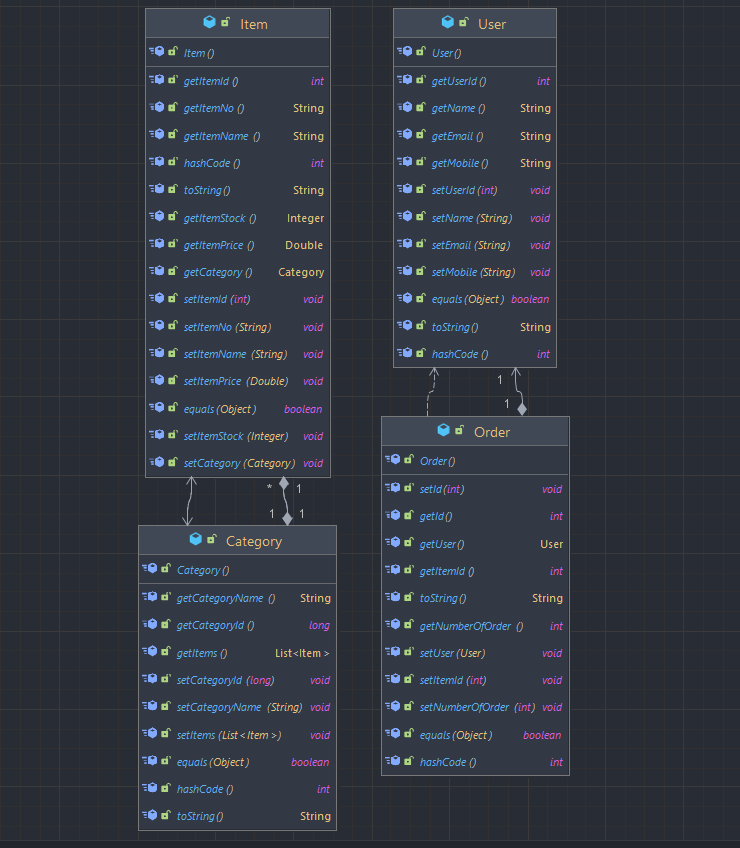 Item
Item()
getItemId () int
getItemNo () String
getItemName () String
hashCode () int
toString() String
getItemStock () Integer
getItemPrice () Double
getCategory () Category
setItemId (int) void
setItemNo (String) void
setItemName (String) void
setItemPrice (Double) void
equals(Object) boolean
setItemStock (Integer) void
setCategory (Category) void
User
User()
getUserId () int
getName () String
getEmail () String
getMobile () String
setUserId (int) void
setName (String) void
setEmail (String) void
setMobile (String) void
equals(Object) boolean
toString() String
hashCode () int
1
1
* 1
1 1
Category
Category()
getCategoryName () String
getCategoryId () long
getItems () List<Item >
setCategoryId (long) void
setCategoryName (String) void
setItems (List<Item >) void
equals(Object) boolean
hashCode () int
toString() String
Order
Order()
setId(int) void
getId() int
getUser() User
getItemId () int
toString() String
getNumberOfOrder () int
setUser (User) void
setItemId (int) void
setNumberOfOrder (int) void
equals(Object) boolean
hashCode () int